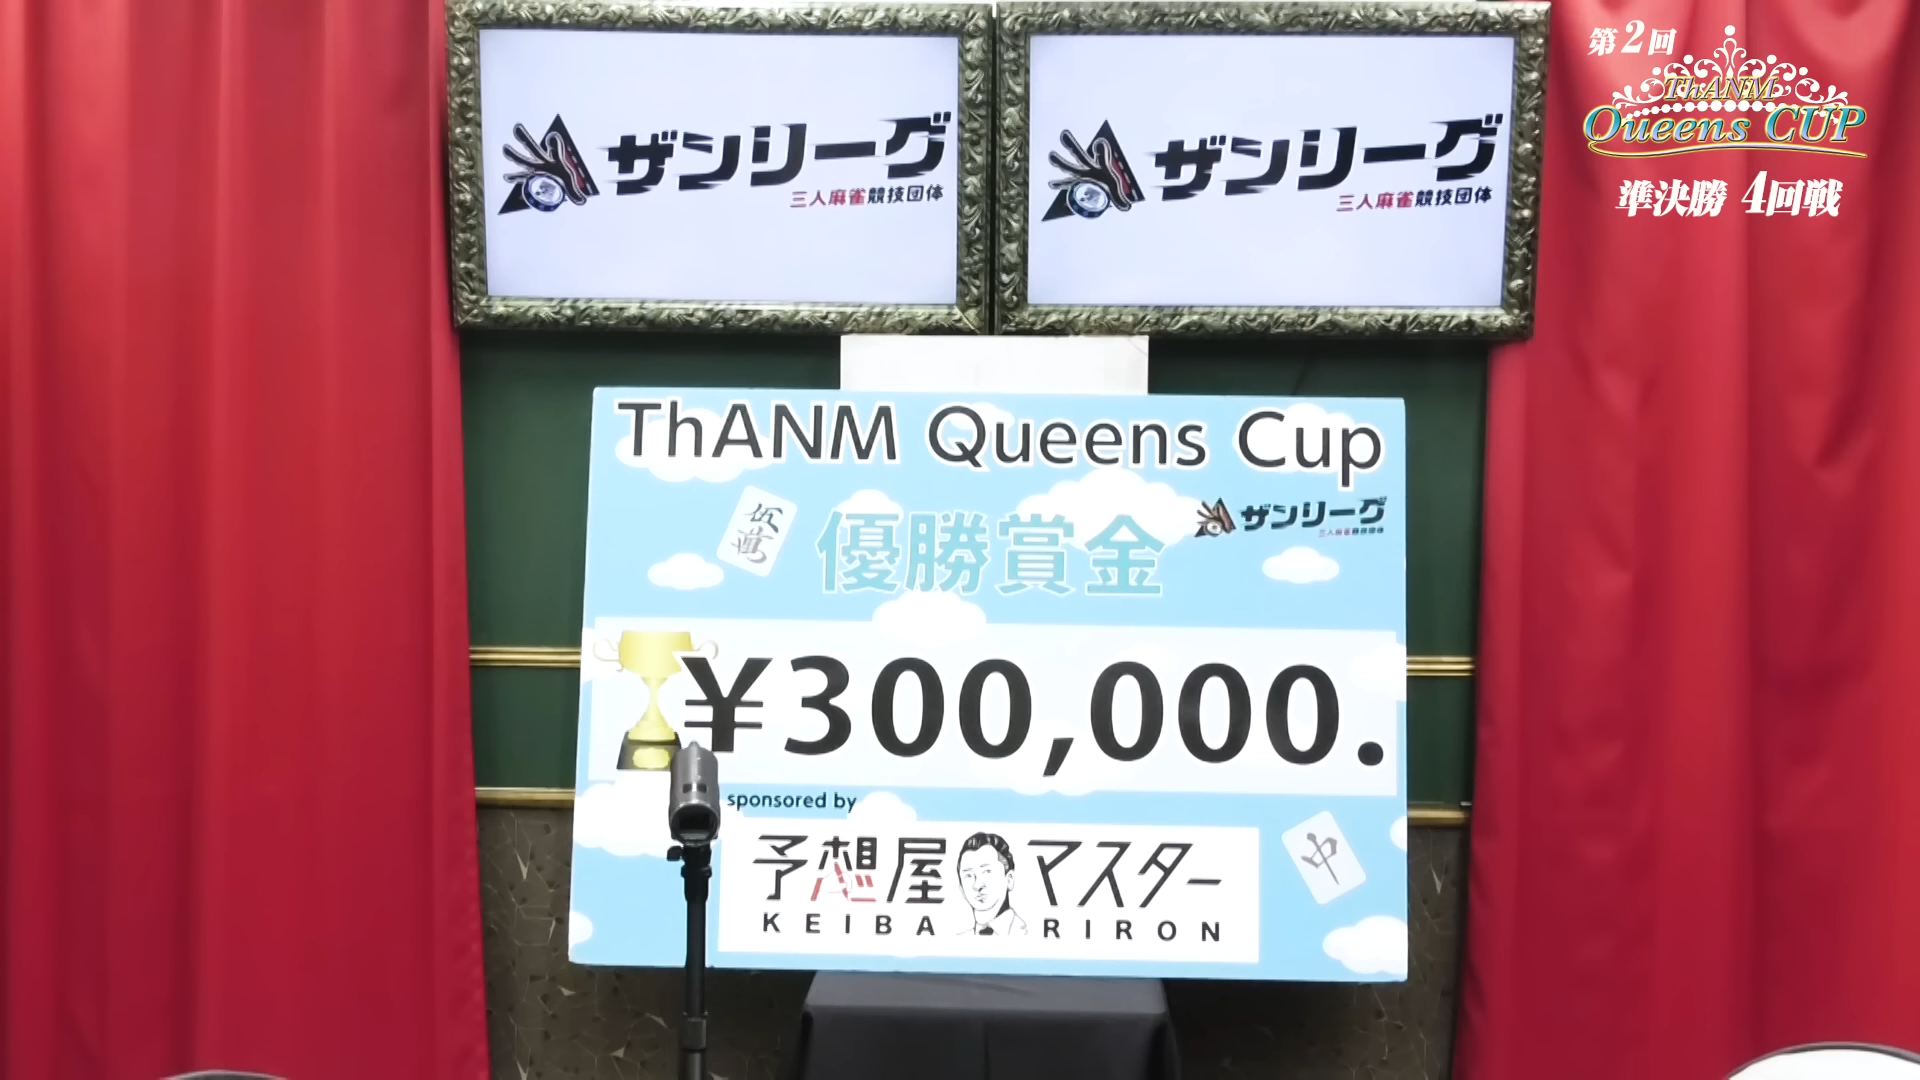 第2回
ThANM
Queens CUP
準決勝 4回戦
ザンリーグ
三人麻雀競技団体
ザンリーグ
三人麻雀競技団体
ThANM Queens Cup
伍萬
優勝賞金
ザンリーグ
三人麻雀競技団体
¥300,000.
sponsored by
予想屋マスター
KEIBA RIRON
中